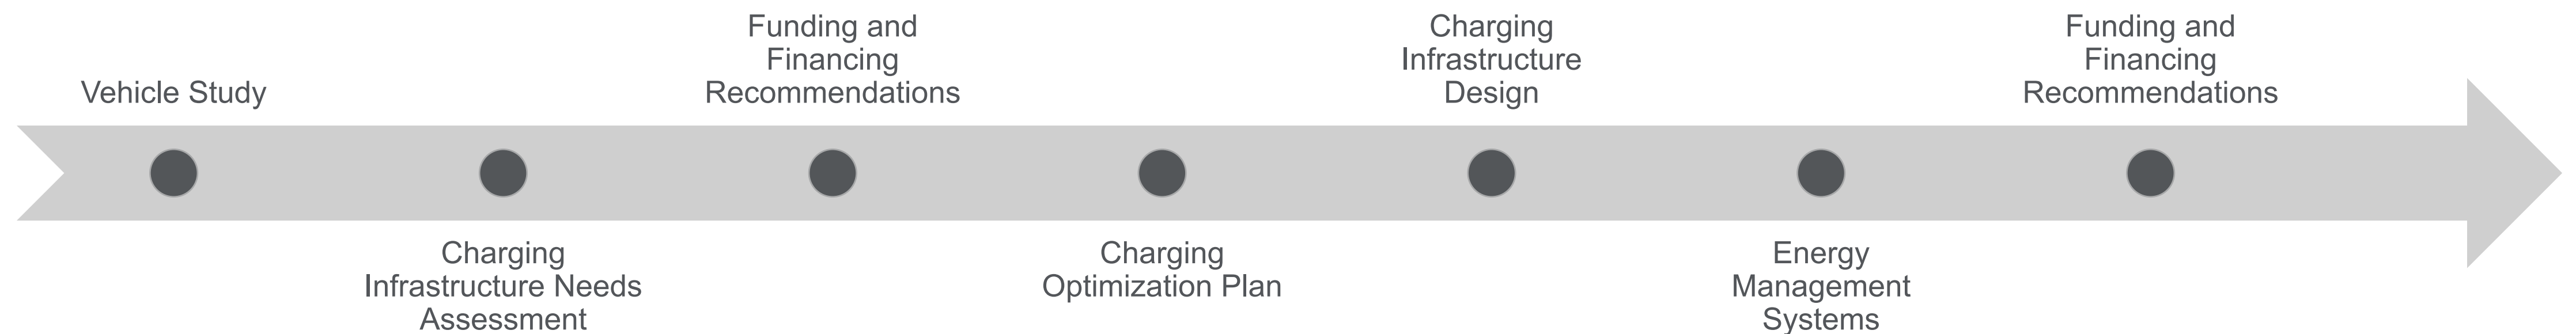 Vehicle Study
Charging
Infrastructure Needs
Assessment
Funding and
Financing
Recommendations
Charging
Optimization Plan
Charging
Infrastructure
Design
Energy
Management
Systems
Funding and
Financing
Recommendations